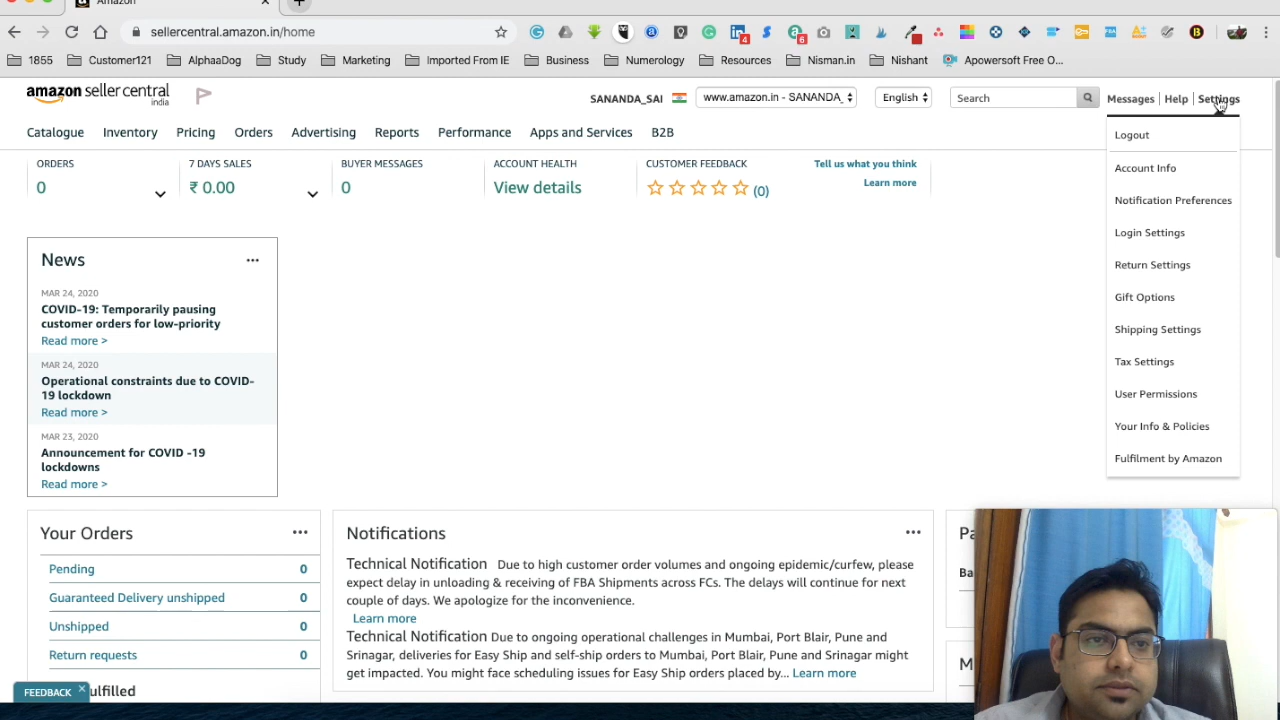 Amazon
sellercentral.amazon.in/home
4
6
1855 Customer121 AlphaaDog Study Marketing Imported From IE Business Numerology Resources Nisman.in Nishant Apowersoft Free O...
amazon seller central
india
SANANDA_SAI www.amazon.in - SANANDA_ English Search Messages | Help | Settings
Catalogue Inventory Pricing Orders Advertising Reports Performance Apps and Services B2B
Logout
Account Info
Notification Preferences
Login Settings
Return Settings
Gift Options
Shipping Settings
Tax Settings
User Permissions
Your Info & Policies
Fulfilment by Amazon
ORDERS 7 DAYS SALES BUYER MESSAGES ACCOUNT HEALTH CUSTOMER FEEDBACK Tell us what you think
0 ₹ 0.00 0 View details (0) Learn more
News
MAR 24, 2020
COVID-19: Temporarily pausing
customer orders for low-priority
Read more >
MAR 24, 2020
Operational constraints due to COVID-
19 lockdown
Read more >
MAR 23, 2020
Announcement for COVID -19
lockdowns
Read more >
Your Orders
Pending 0
Guaranteed Delivery unshipped 0
Unshipped 0
Return requests 0
ulfilled
FEEDBACK
Notifications
Technical Notification Due to high customer order volumes and ongoing epidemic/curfew, please
expect delay in unloading & receiving of FBA Shipments across FCs. The delays will continue for next
couple of days. We apologize for the inconvenience.
Learn more
Technical Notification Due to ongoing operational challenges in Mumbai, Port Blair, Pune and
Srinagar, deliveries for Easy Ship and self-ship orders to Mumbai, Port Blair, Pune and Srinagar might
get impacted. You might face scheduling issues for Easy Ship orders placed by... Learn more
Pa
Ba
M